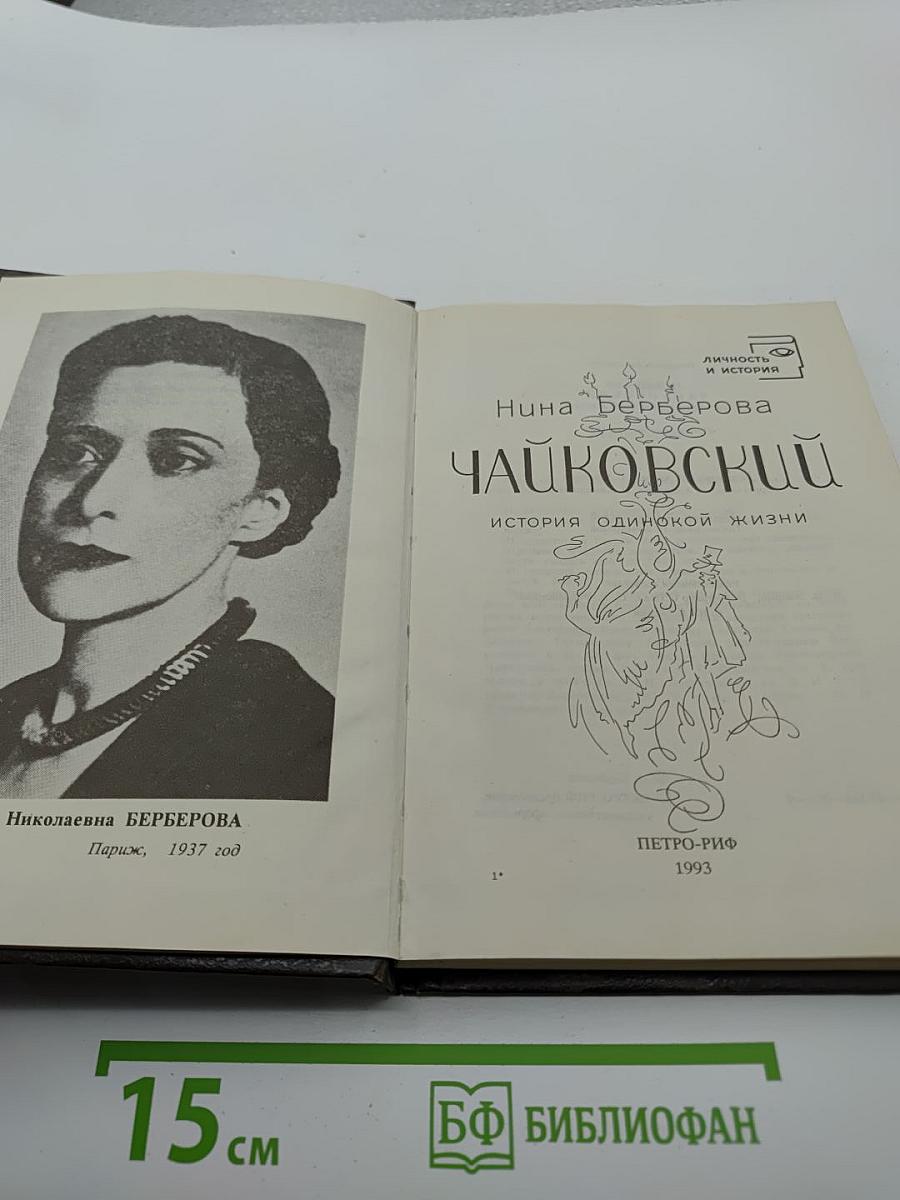 Николаевна БЕРБЕРОВА
Париж, 1937 год
ЛИЧНОСТЬ
И ИСТОРИЯ
Нина Берберова
ЧАЙКОВСКИЙ
ИСТОРИЯ ОДИНОКОЙ ЖИЗНИ
ПЕТРО-РИФ
1993
1*
15 см
БФ БИБЛИОФАН